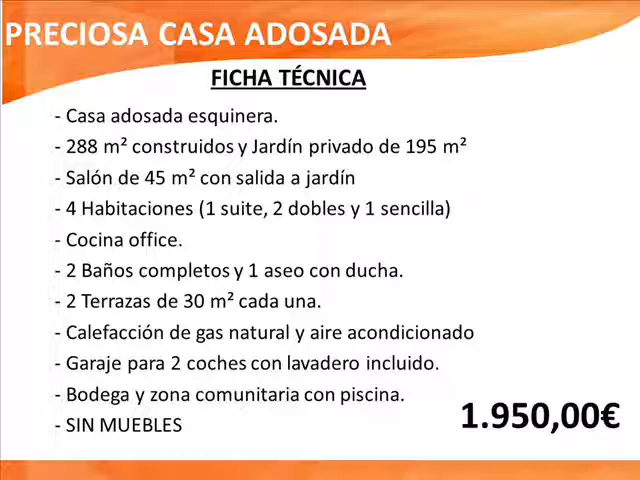 PRECIOSA CASA ADOSADA
FICHA TÉCNICA
- Casa adosada esquinera.
- 288 m² construidos y Jardín privado de 195 m²
- Salón de 45 m² con salida a jardín
- 4 Habitaciones (1 suite, 2 dobles y 1 sencilla)
- Cocina office.
- 2 Baños completos y 1 aseo con ducha.
- 2 Terrazas de 30 m² cada una.
- Calefacción de gas natural y aire acondicionado
- Garaje para 2 coches con lavadero incluido.
- Bodega y zona comunitaria con piscina.
- SIN MUEBLES
1.950,00€